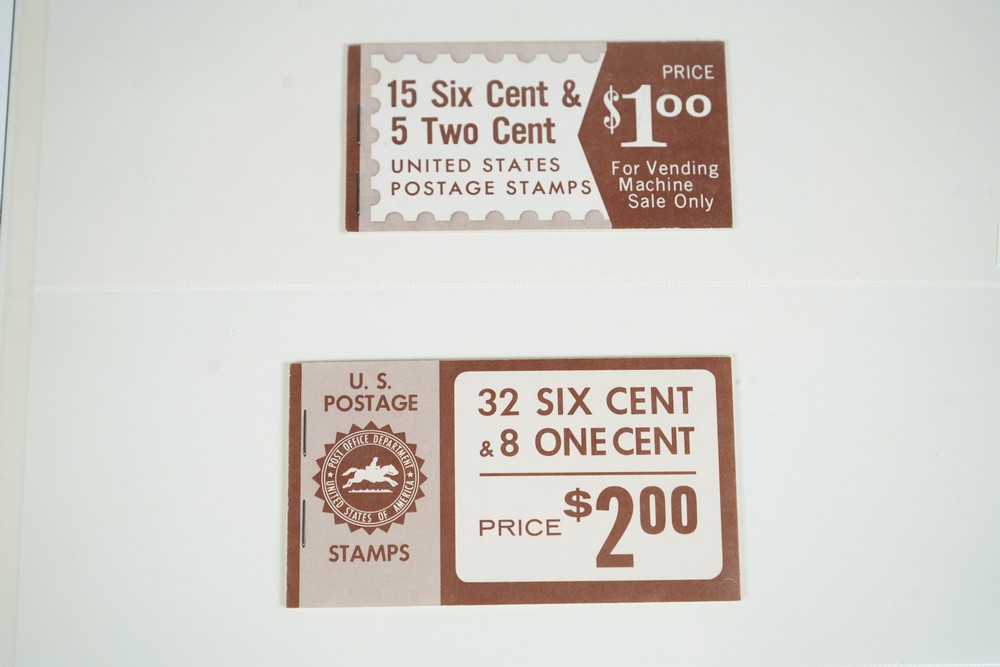 15 Six Cent &
5 Two Cent
UNITED STATES
POSTAGE STAMPS
PRICE
$1.00
For Vending
Machine
Sale Only
U. S.
POSTAGE
POST OFFICE DEPARTMENT
UNITED STATES OF AMERICA
STAMPS
32 SIX CENT
& 8 ONE CENT
PRICE $2.00